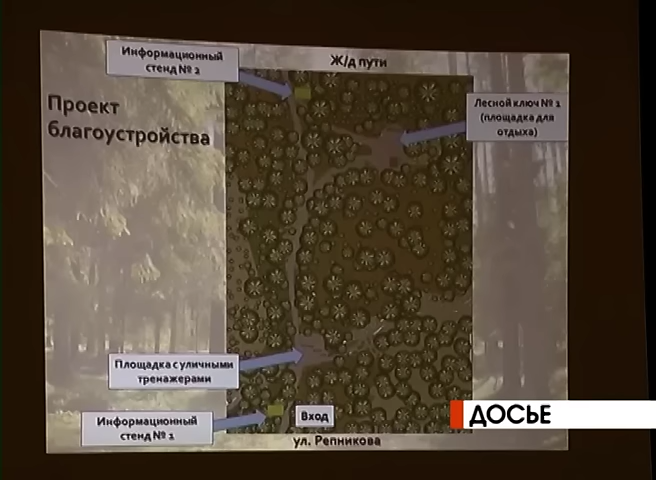 Информационный
стенд № 2
Ж/д пути
Проект
благоустройства
Лесной ключ № 1
(площадка для
отдыха)
Площадка с уличными
тренажерами
Информационный
стенд № 1
Вход
ул. Репникова
ДОСЬЕ